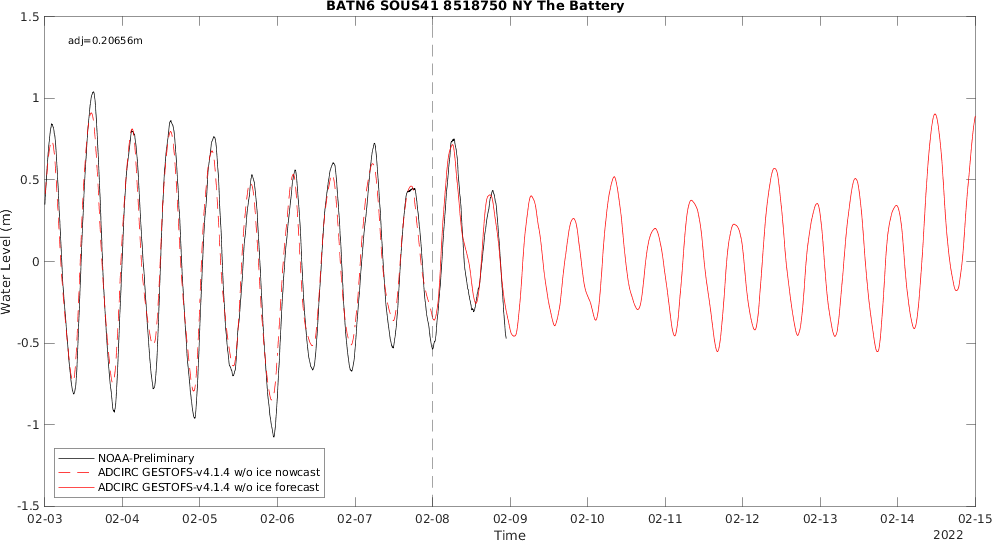 BATN6 SOUS41 8518750 NY The Battery
adj=0.20656m
1.5
1
0.5
0
-0.5
-1
-1.5
Water Level (m)
NOAA-Preliminary
ADCIRC GESTOFS-v4.1.4 w/o ice nowcast
ADCIRC GESTOFS-v4.1.4 w/o ice forecast
02-03 02-04 02-05 02-06 02-07 02-08 02-09 02-10 02-11 02-12 02-13 02-14 02-15
Time
2022